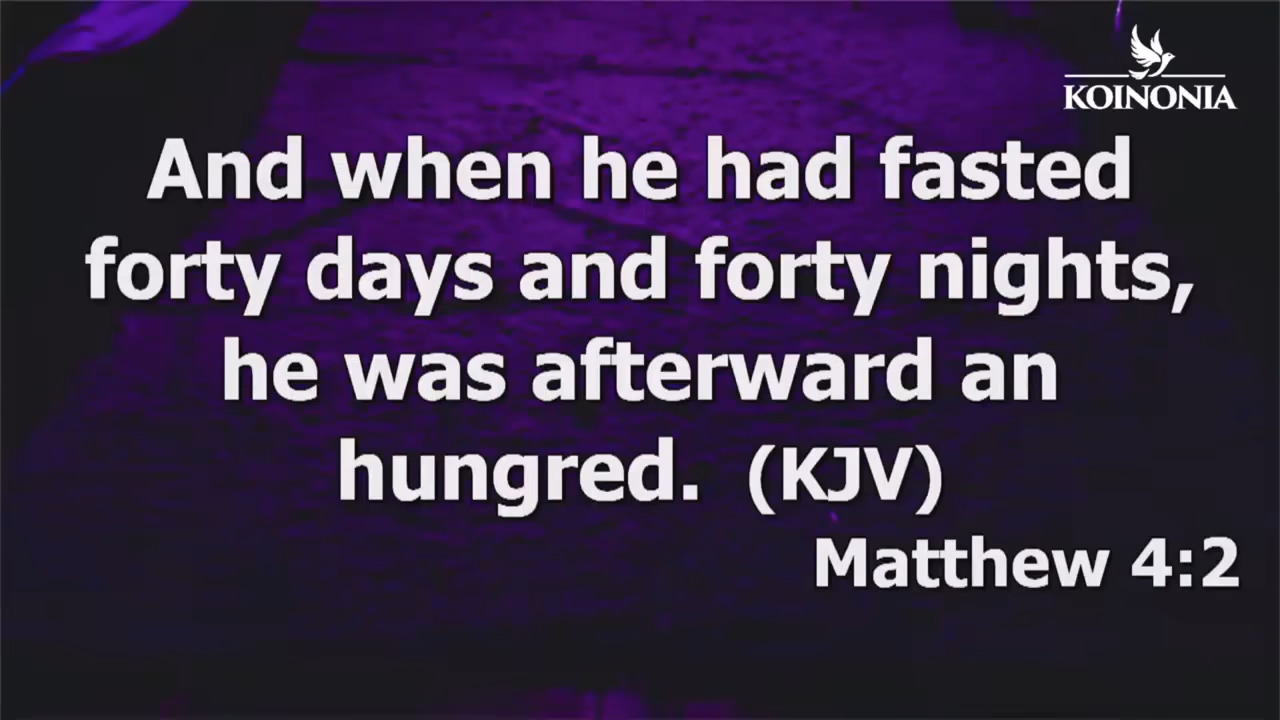 KOINONIA
And when he had fasted
forty days and forty nights,
he was afterward an
hungred. (KJV)
Matthew 4:2